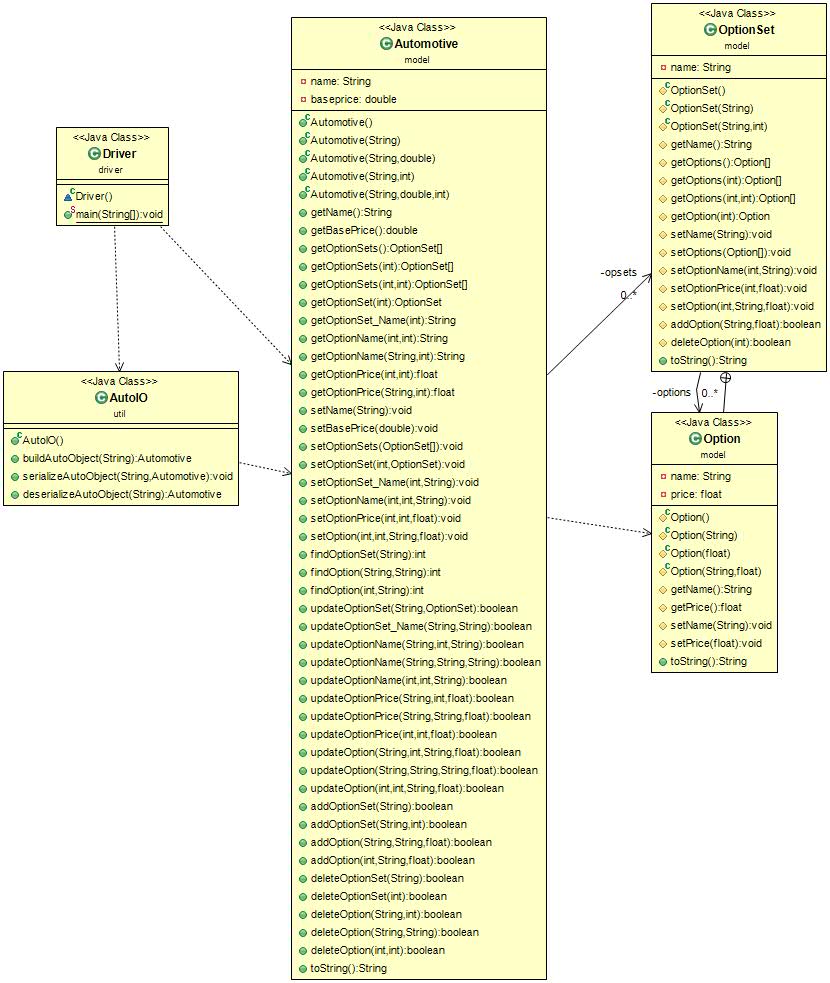 <<Java Class>>
Driver
driver
Driver()
main(String[]):void
<<Java Class>>
AutoIO
util
AutoIO()
buildAutoObject(String):Automotive
serializeAutoObject(String,Automotive):void
deserializeAutoObject(String):Automotive
<<Java Class>>
Automotive
model
name: String
baseprice: double
Automotive()
Automotive(String)
Automotive(String,double)
Automotive(String,int)
Automotive(String,double,int)
getName():String
getBasePrice():double
getOptionSets():OptionSet[]
getOptionSets(int):OptionSet[]
getOptionSets(int,int):OptionSet[]
getOptionSet(int):OptionSet
getOptionSet_Name(int):String
getOptionName(int,int):String
getOptionName(String,int):String
getOptionPrice(int,int):float
getOptionPrice(String,int):float
setName(String):void
setBasePrice(double):void
setOptionSets(OptionSet[]):void
setOptionSet(int,OptionSet):void
setOptionSet_Name(int,String):void
setOptionName(int,int,String):void
setOptionPrice(int,int,float):void
setOption(int,int,String,float):void
findOptionSet(String):int
findOption(String,String):int
findOption(int,String):int
updateOptionSet(String,OptionSet):boolean
updateOptionSet_Name(String,String):boolean
updateOptionName(String,int,String):boolean
updateOptionName(String,String,String):boolean
updateOptionName(int,int,String):boolean
updateOptionPrice(String,int,float):boolean
updateOptionPrice(String,String,float):boolean
updateOptionPrice(int,int,float):boolean
updateOption(String,int,String,float):boolean
updateOption(String,String,String,float):boolean
updateOption(int,int,String,float):boolean
addOptionSet(String):boolean
addOptionSet(String,int):boolean
addOption(String,String,float):boolean
addOption(int,String,float):boolean
deleteOptionSet(String):boolean
deleteOptionSet(int):boolean
deleteOption(String,int):boolean
deleteOption(String,String):boolean
deleteOption(int,int):boolean
toString():String
-opsets
0..*
<<Java Class>>
OptionSet
model
name: String
OptionSet()
OptionSet(String)
OptionSet(String,int)
getName():String
getOptions():Option[]
getOptions(int):Option[]
getOptions(int,int):Option[]
getOption(int):Option
setName(String):void
setOptions(Option[]):void
setOptionName(int,String):void
setOptionPrice(int,float):void
setOption(int,String,float):void
addOption(String,float):boolean
deleteOption(int):boolean
toString():String
-options
0..*
<<Java Class>>
Option
model
name: String
price: float
Option()
Option(String)
Option(float)
Option(String,float)
getName():String
getPrice():float
setName(String):void
setPrice(float):void
toString():String